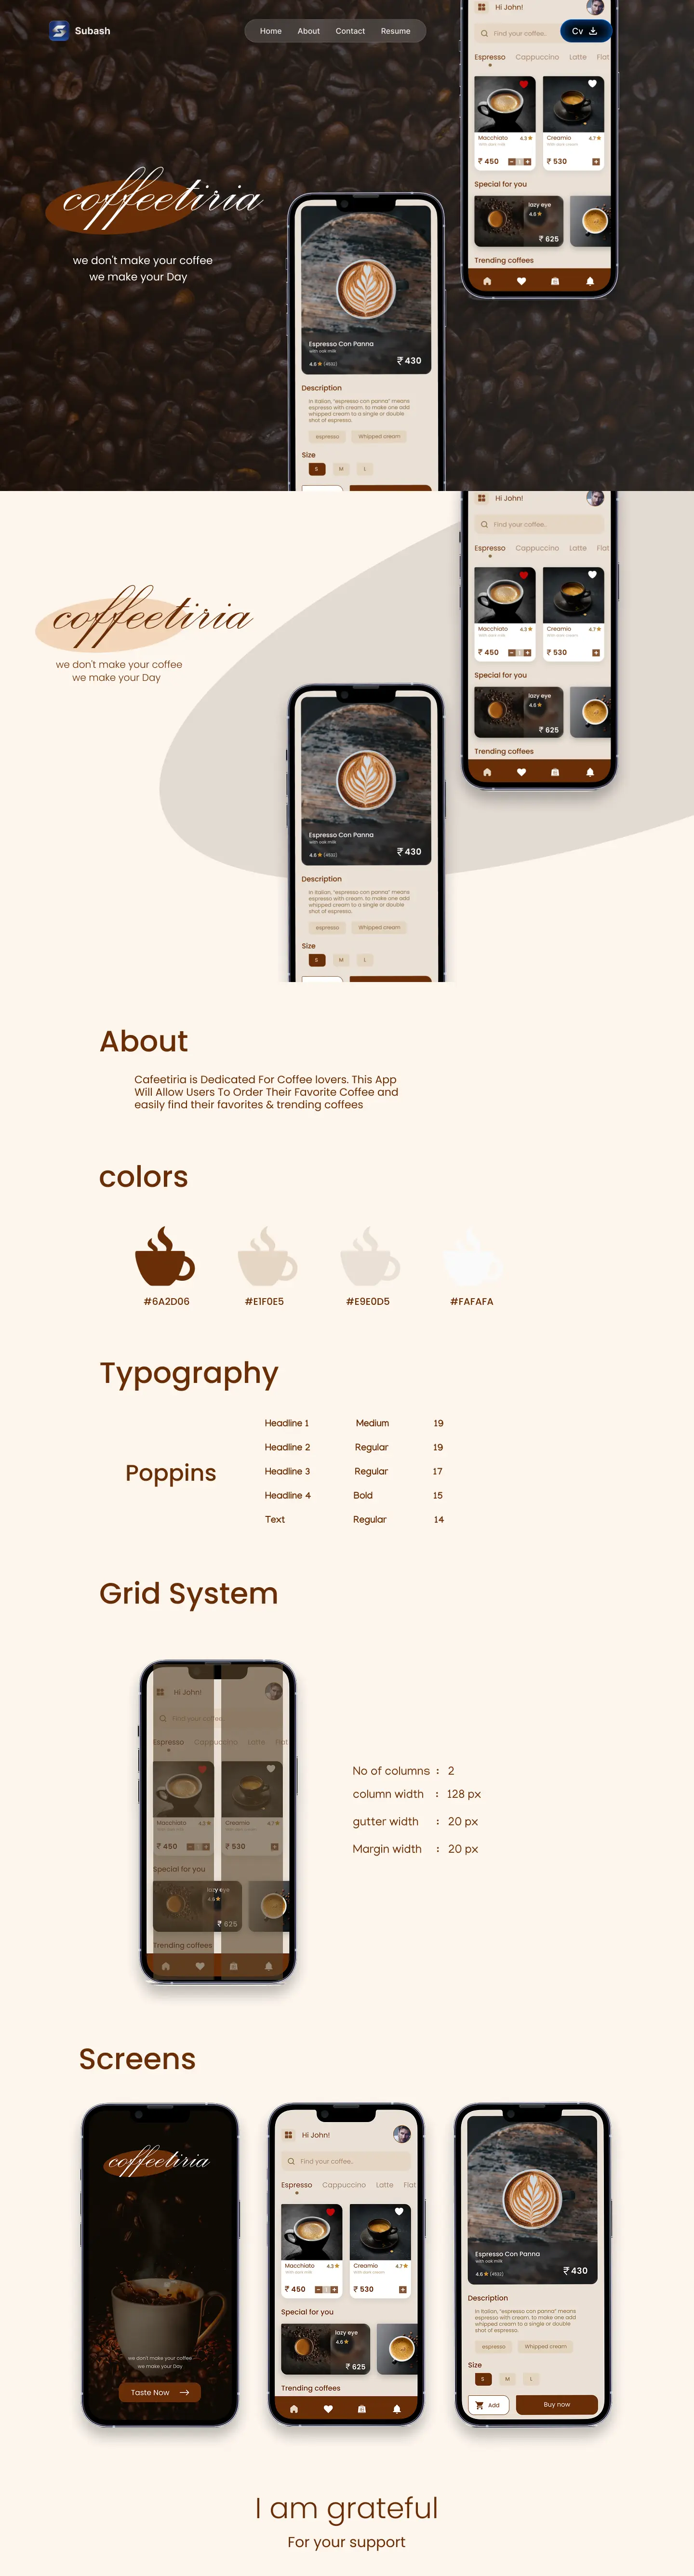 Subash
Home About Contact Resume
Cv
Hi John!
Find your coffee..
Espresso Cappuccino Latte Flat
Macchiato 4.3
With dark milk
₹ 450 1
Creamio 4.7
₹ 530
Special for you
lazy eye
4.6
₹ 625
Trending coffees
coffeetiria
we don't make your coffee
we make your Day
Espresso Con Panna
with oak milk
4.6 (4532)
₹ 430
Description
In Italian, "espresso con panna" means
espresso with cream. to make one add
whipped cream to a single or double
shot of espresso.
espresso Whipped cream
Size
S M L
Hi John!
Find your coffee..
Espresso Cappuccino Latte Flat
Macchiato 4.3
With dark milk
₹ 450 1
Creamio 4.7
₹ 530
Special for you
lazy eye
4.6
₹ 625
Trending coffees
coffeetiria
we don't make your coffee
we make your Day
Espresso Con Panna
with oak milk
4.6 (4532)
₹ 430
Description
In Italian, "espresso con panna" means
espresso with cream. to make one add
whipped cream to a single or double
shot of espresso.
espresso Whipped cream
Size
S M L
About
Cafeetiria is Dedicated For Coffee lovers. This App
Will Allow Users To Order Their Favorite Coffee and
easily find their favorites & trending coffees
colors
#6A2D06 #E1F0E5 #E9E0D5 #FAFAFA
Typography
Poppins
Headline 1 Medium 19
Headline 2 Regular 19
Headline 3 Regular 17
Headline 4 Bold 15
Text Regular 14
Grid System
Hi John!
Find your coffee..
Espresso Cappuccino Latte Flat
Macchiato 4.3
₹ 450 1
Creamio 4.7
₹ 530
Special for you
lazy eye
4.6
₹ 625
Trending coffees
No of columns : 2
column width : 128 px
gutter width : 20 px
Margin width : 20 px
Screens
coffeetiria
we don't make your coffee
we make your Day
Taste Now
Hi John!
Find your coffee..
Espresso Cappuccino Latte Flat
Macchiato 4.3
With dark milk
₹ 450 1
Creamio 4.7
₹ 530
Special for you
lazy eye
4.6
₹ 625
Trending coffees
Espresso Con Panna
with oak milk
4.6 (4532)
₹ 430
Description
In Italian, "espresso con panna" means
espresso with cream. to make one add
whipped cream to a single or double
shot of espresso.
espresso Whipped cream
Size
S M L
Add Buy now
I am grateful
For your support